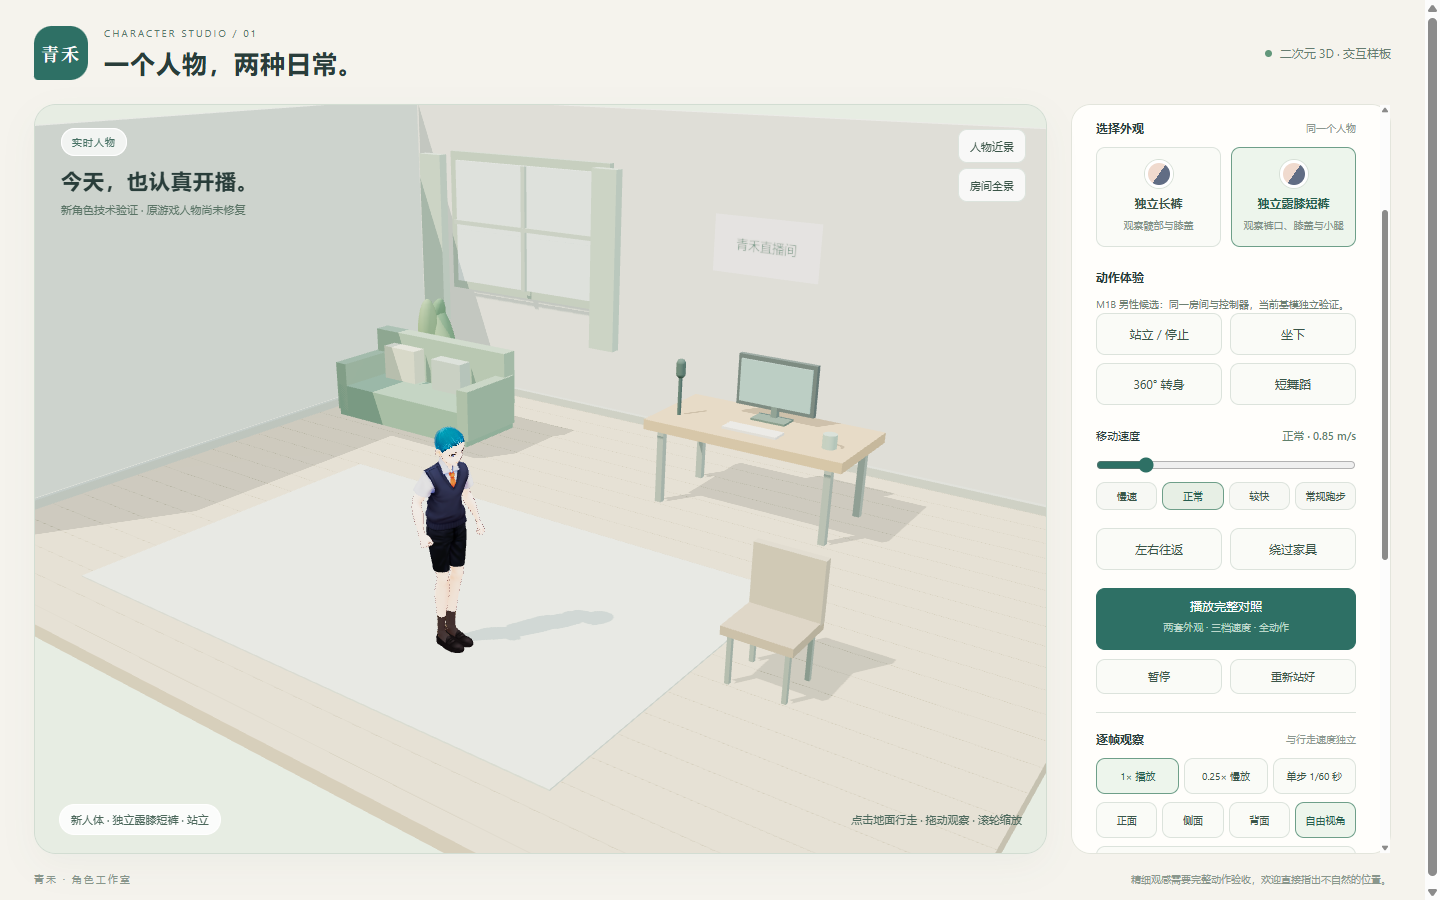 青禾
CHARACTER STUDIO / 01
一个人物，两种日常。
二次元 3D · 交互样板
实时人物
今天，也认真开播。
新角色技术验证 · 原游戏人物尚未修复
人物近景
房间全景
青禾直播间
新人体 · 独立露膝短裤 · 站立
点击地面行走 · 拖动观察 · 滚轮缩放
选择外观
同一个人物
独立长裤
观察髋部与膝盖
独立露膝短裤
观察裤口、膝盖与小腿
动作体验
M18 男性候选：同一房间与控制器，当前基模独立验证。
站立 / 停止
坐下
360° 转身
短舞蹈
移动速度
正常 · 0.85 m/s
慢速
正常
较快
常规跑步
左右往返
绕过家具
播放完整对照
两套外观 · 三档速度 · 全动作
暂停
重新站好
逐帧观察
与行走速度独立
1× 播放
0.25× 慢放
单步 1/60 秒
正面
侧面
背面
自由视角
青禾 · 角色工作室
精细观感需要完整动作验收，欢迎直接指出不自然的位置。